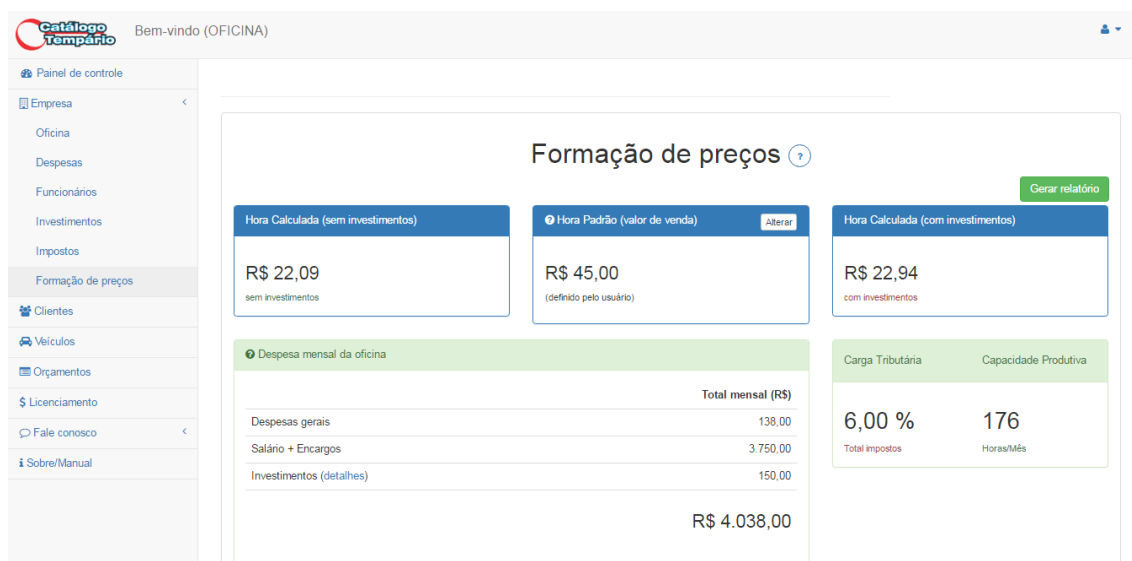 Catálogo
Tempário
Bem-vindo (OFICINA)
Painel de controle
Empresa
Oficina
Despesas
Funcionários
Investimentos
Impostos
Formação de preços
Clientes
Veículos
Orçamentos
$ Licenciamento
Fale conosco
i Sobre/Manual
Formação de preços ?
Gerar relatório
Hora Calculada (sem investimentos)
R$ 22,09
sem investimentos
? Hora Padrão (valor de venda) Alterar
R$ 45,00
(definido pelo usuário)
Hora Calculada (com investimentos)
R$ 22,94
com investimentos
? Despesa mensal da oficina
Total mensal (R$)
Despesas gerais 138,00
Salário + Encargos 3.750,00
Investimentos (detalhes) 150,00
R$ 4.038,00
Carga Tributária Capacidade Produtiva
6,00 % 176
Total impostos Horas/Mês